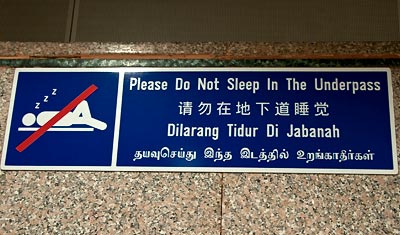 z z z
Please Do Not Sleep In The Underpass
请勿在地下道睡觉
Dilarang Tidur Di Jabanah
தயவுசெய்து இந்த இடத்தில் உறங்காதீர்கள்